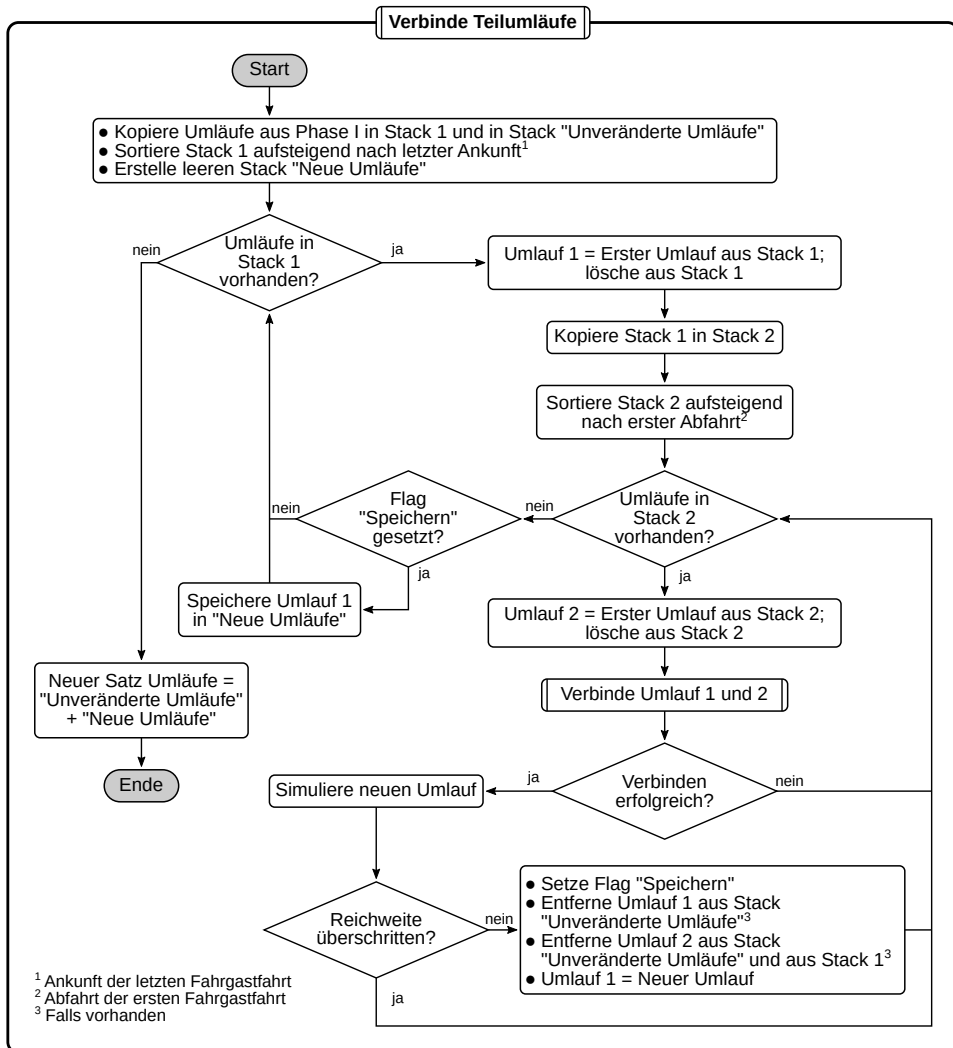 Verbinde Teilumläufe
Start
● Kopiere Umläufe aus Phase I in Stack 1 und in Stack "Unveränderte Umläufe"
● Sortiere Stack 1 aufsteigend nach letzter Ankunft¹
● Erstelle leeren Stack "Neue Umläufe"
nein
Umläufe in
Stack 1
vorhanden?
ja
Umlauf 1 = Erster Umlauf aus Stack 1;
lösche aus Stack 1
Kopiere Stack 1 in Stack 2
Sortiere Stack 2 aufsteigend
nach erster Abfahrt²
nein
Flag
"Speichern"
gesetzt?
ja
nein
Umläufe in
Stack 2
vorhanden?
ja
Speichere Umlauf 1
in "Neue Umläufe"
Umlauf 2 = Erster Umlauf aus Stack 2;
lösche aus Stack 2
Neuer Satz Umläufe =
"Unveränderte Umläufe"
+ "Neue Umläufe"
Verbinde Umlauf 1 und 2
Ende
Simuliere neuen Umlauf
ja
Verbinden
erfolgreich?
nein
Reichweite
überschritten?
nein
ja
● Setze Flag "Speichern"
● Entferne Umlauf 1 aus Stack
"Unveränderte Umläufe"³
● Entferne Umlauf 2 aus Stack
"Unveränderte Umläufe" und aus Stack 1³
● Umlauf 1 = Neuer Umlauf
¹ Ankunft der letzten Fahrgastfahrt
² Abfahrt der ersten Fahrgastfahrt
³ Falls vorhanden